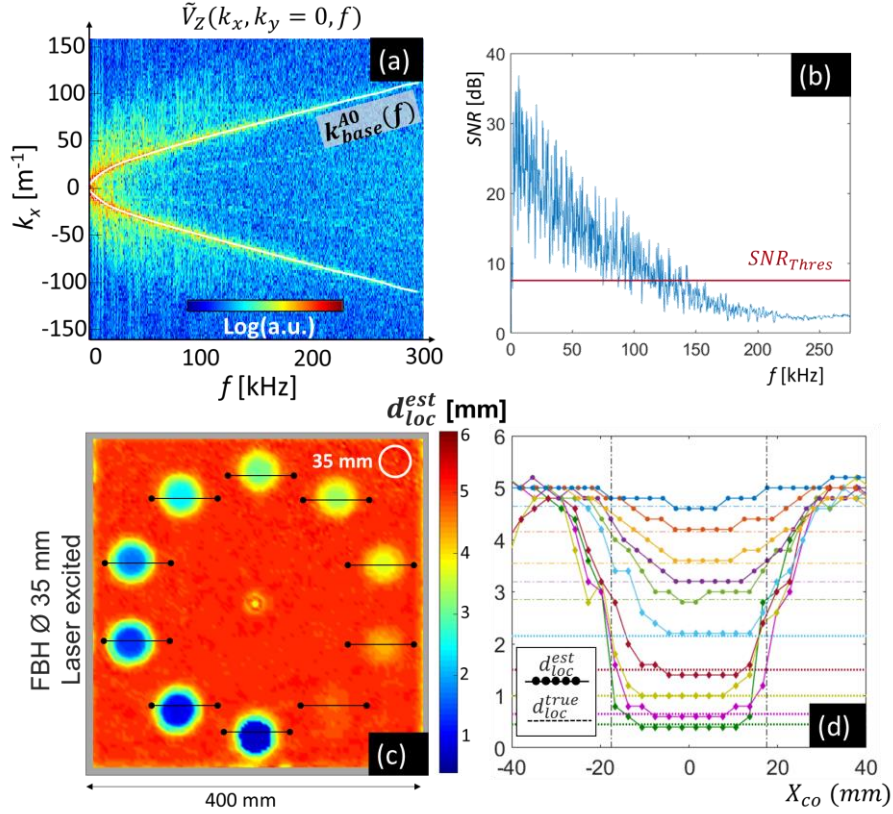 Ṽ_Z(k_x, k_y = 0, f)
(a)
k_base^A0(f)
k_x [m⁻¹]
150
100
50
0
-50
-100
-150
Log(a.u.)
0
100
200
300
f [kHz]
(b)
SNR [dB]
40
30
20
10
0
SNR_Thres
0
50
100
150
200
250
f [kHz]
d_loc^est [mm]
FBH Ø 35 mm
Laser excited
35 mm
(c)
400 mm
6
5
4
3
2
1
6
5
4
3
2
1
0
d_loc^est
d_loc^true
(d)
-40
-20
0
20
40
X_co (mm)